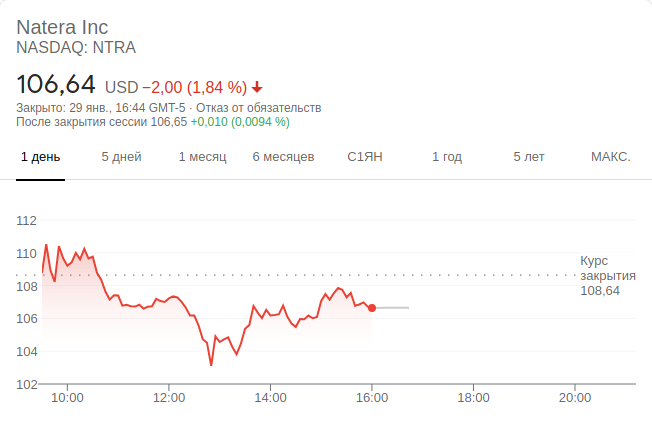 Natera Inc
NASDAQ: NTRA
106,64 USD −2,00 (1,84 %)
Закрыто: 29 янв., 16:44 GMT-5 · Отказ от обязательств
После закрытия сессии 106,65 +0,010 (0,0094 %)
1 день 5 дней 1 месяц 6 месяцев С1ЯН 1 год 5 лет МАКС.
112
110
Курс
закрытия
108,64
108
106
104
102
10:00 12:00 14:00 16:00 18:00 20:00